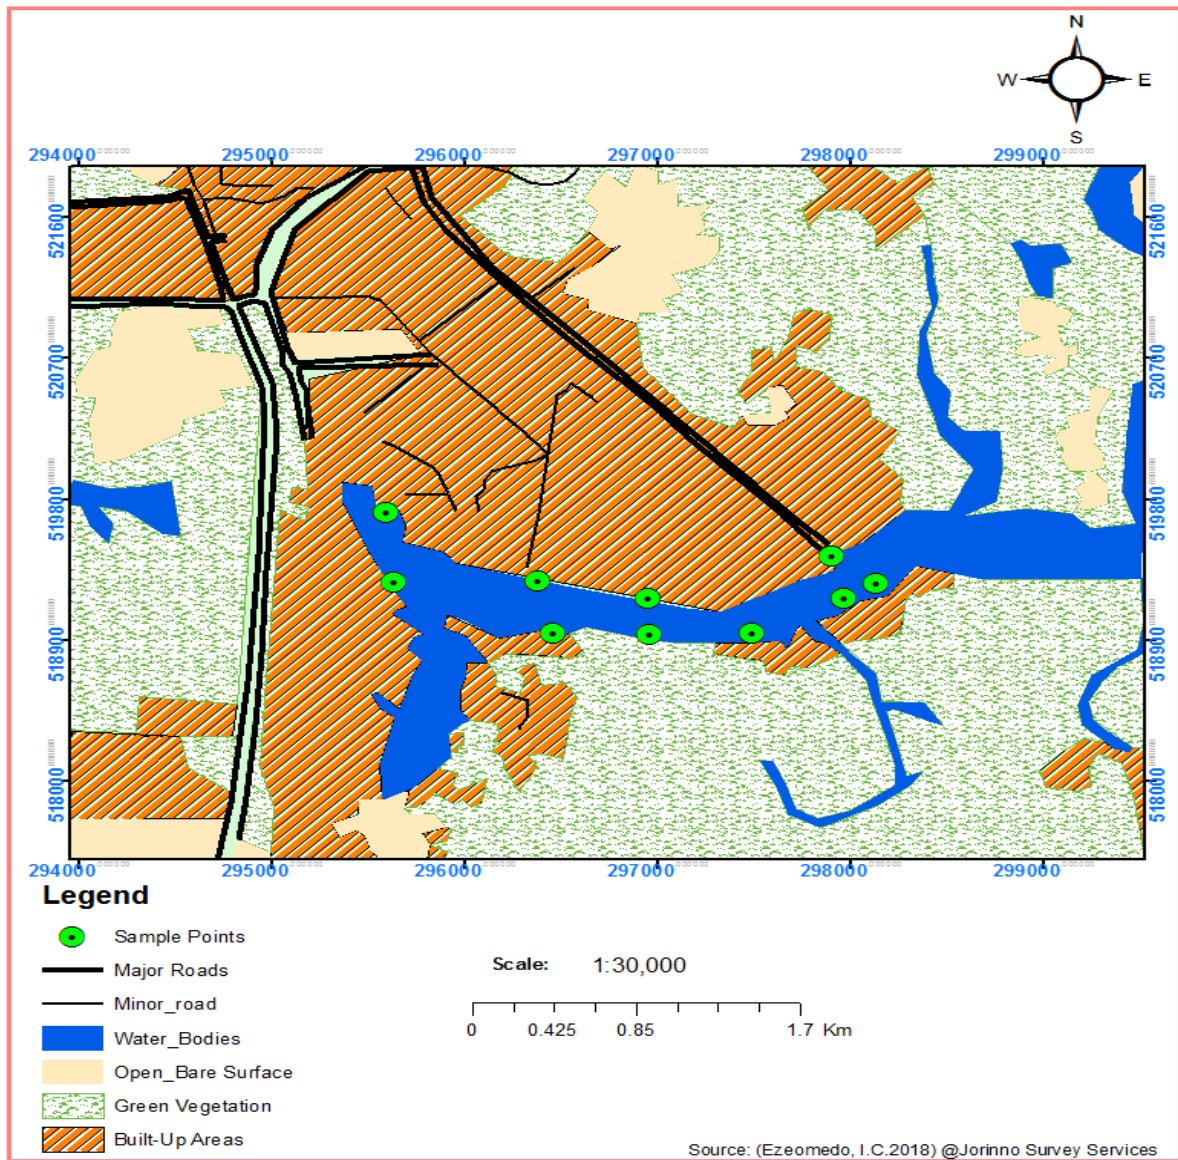 N
W E
S
294000 295000 296000 297000 298000 299000
521600 521600
520700 520700
519800 519800
518900 518900
518000 518000
294000 295000 296000 297000 298000 299000
Legend
Sample Points
Major Roads
Minor_road
Water_Bodies
Open_Bare Surface
Green Vegetation
Built-Up Areas
Scale: 1:30,000
0 0.425 0.85 1.7 Km
Source: (Ezeomedo, I.C.2018) @Jorinno Survey Services